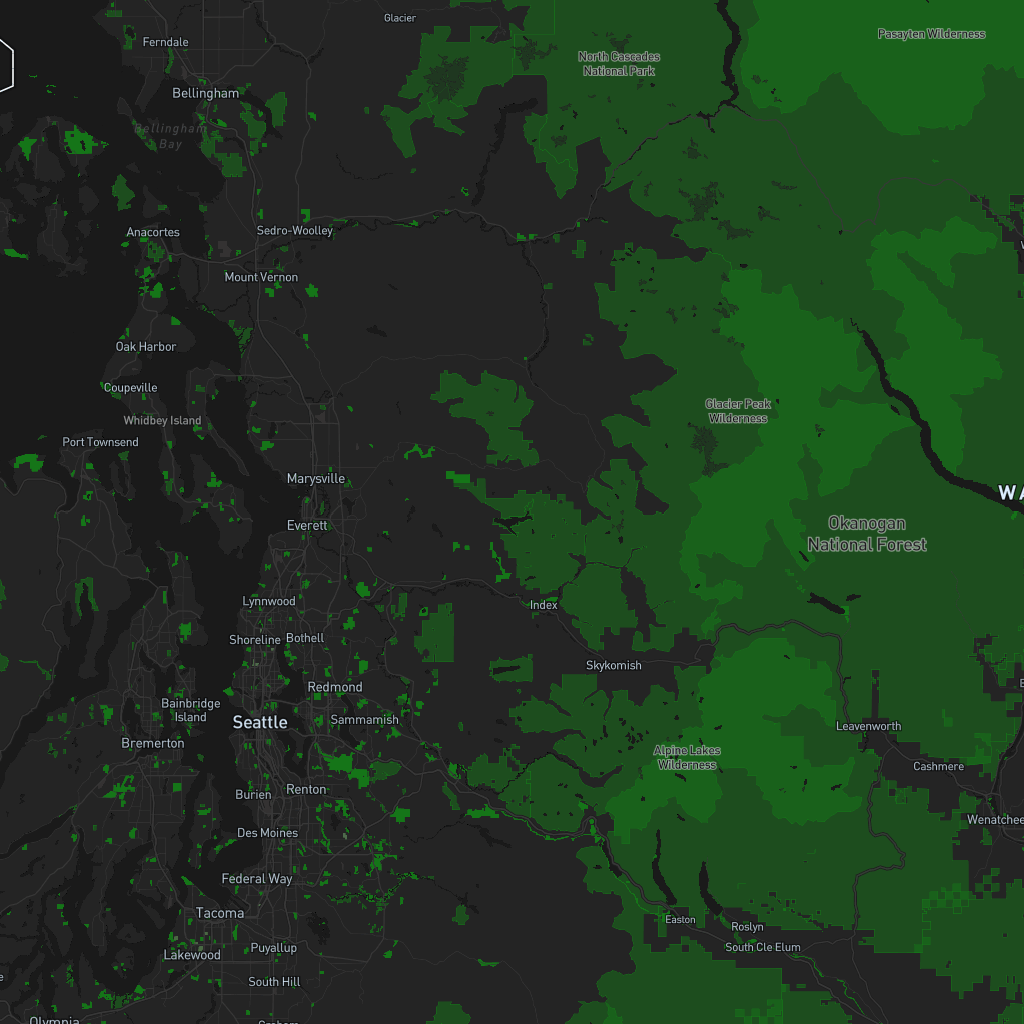 Glacier
Pasayten Wilderness
Ferndale
North Cascades
National Park
Bellingham
Bellingham
Bay
Anacortes
Sedro-Woolley
Mount Vernon
Oak Harbor
Coupeville
Glacier Peak
Wilderness
Whidbey Island
Port Townsend
Marysville
WA
Everett
Okanogan
National Forest
Lynnwood
Index
Shoreline
Bothell
Skykomish
Redmond
Bainbridge
Island
Sammamish
Seattle
Leavenworth
Bremerton
Alpine Lakes
Wilderness
Cashmere
Renton
Burien
Wenatchee
Des Moines
Federal Way
Tacoma
Easton
Roslyn
Puyallup
South Cle Elum
Lakewood
South Hill
Olympia
Graham